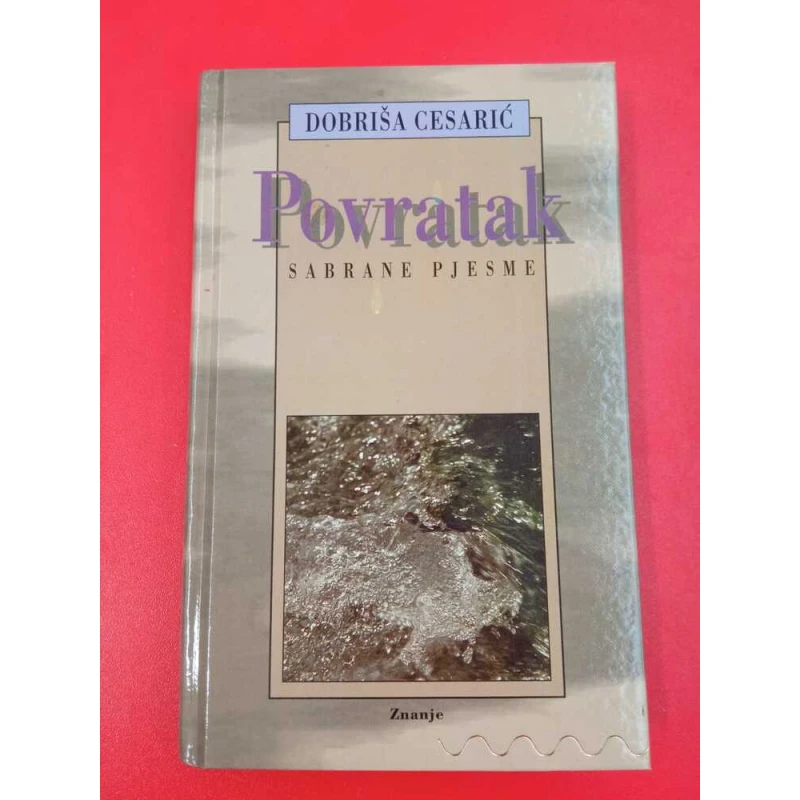 DOBRIŠA CESARIĆ
Povratak
SABRANE PJESME
Znanje